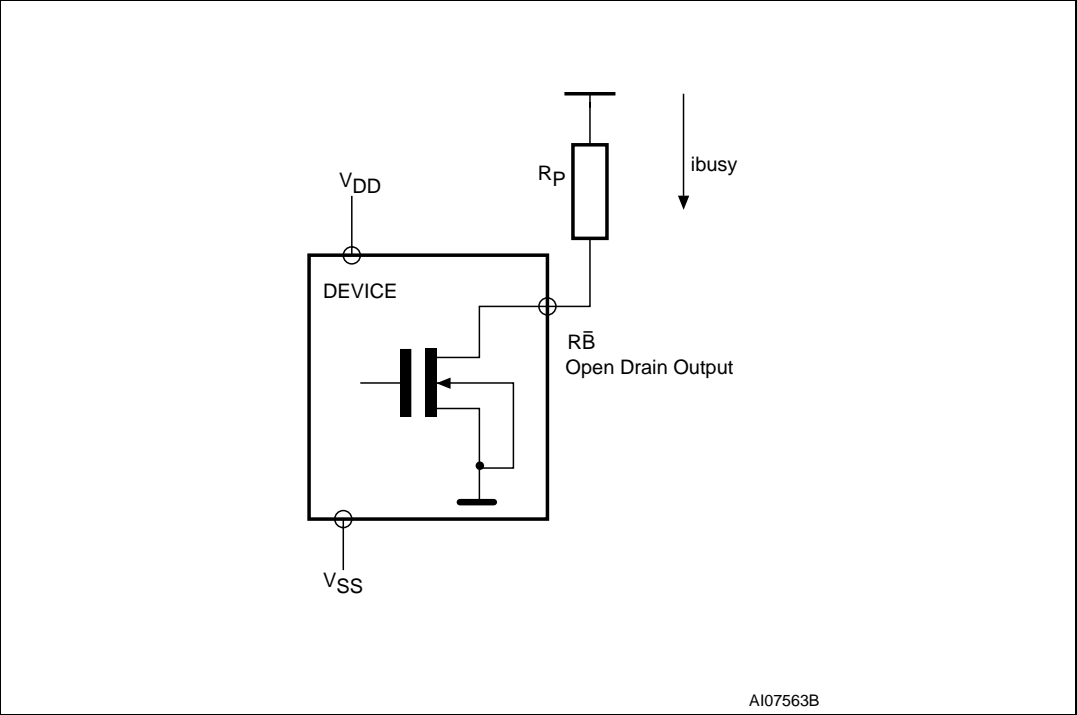 VDD
RP
ibusy
DEVICE
RB̅
Open Drain Output
VSS
AI07563B